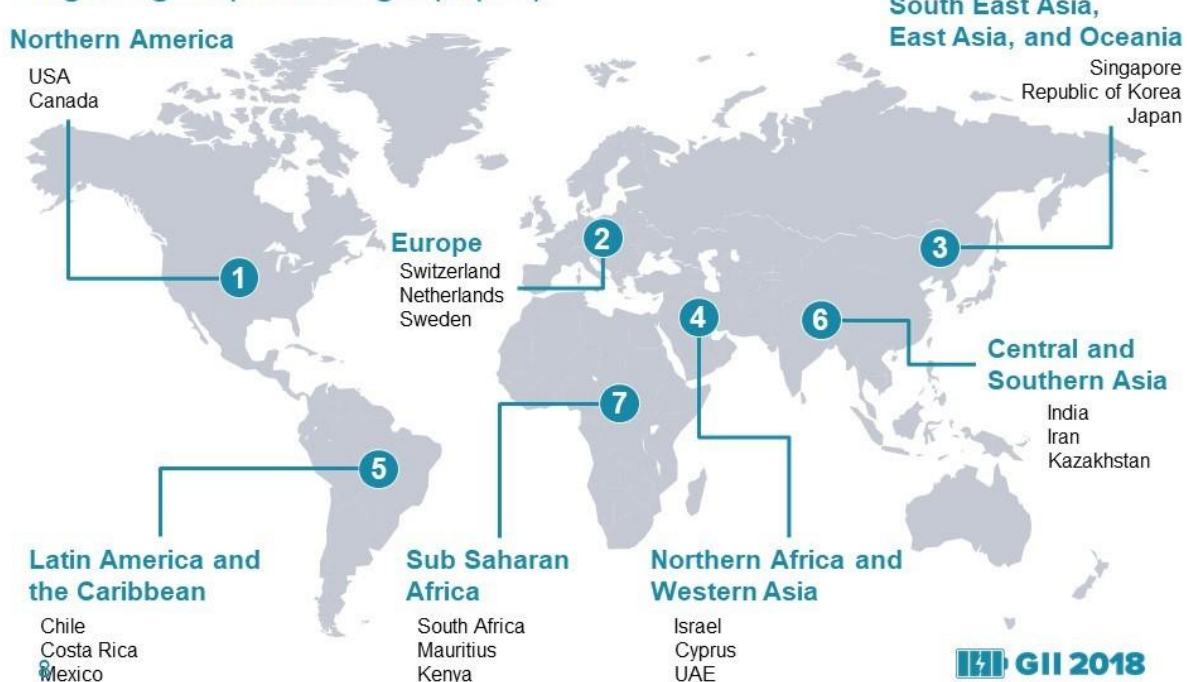 Northern America
USA
Canada
South East Asia,
East Asia, and Oceania
Singapore
Republic of Korea
Japan
Europe
Switzerland
Netherlands
Sweden
1
2
3
4
6
7
5
Central and
Southern Asia
India
Iran
Kazakhstan
Latin America and
the Caribbean
Chile
Costa Rica
Mexico
8
Sub Saharan
Africa
South Africa
Mauritius
Kenya
Northern Africa and
Western Asia
Israel
Cyprus
UAE
GII 2018